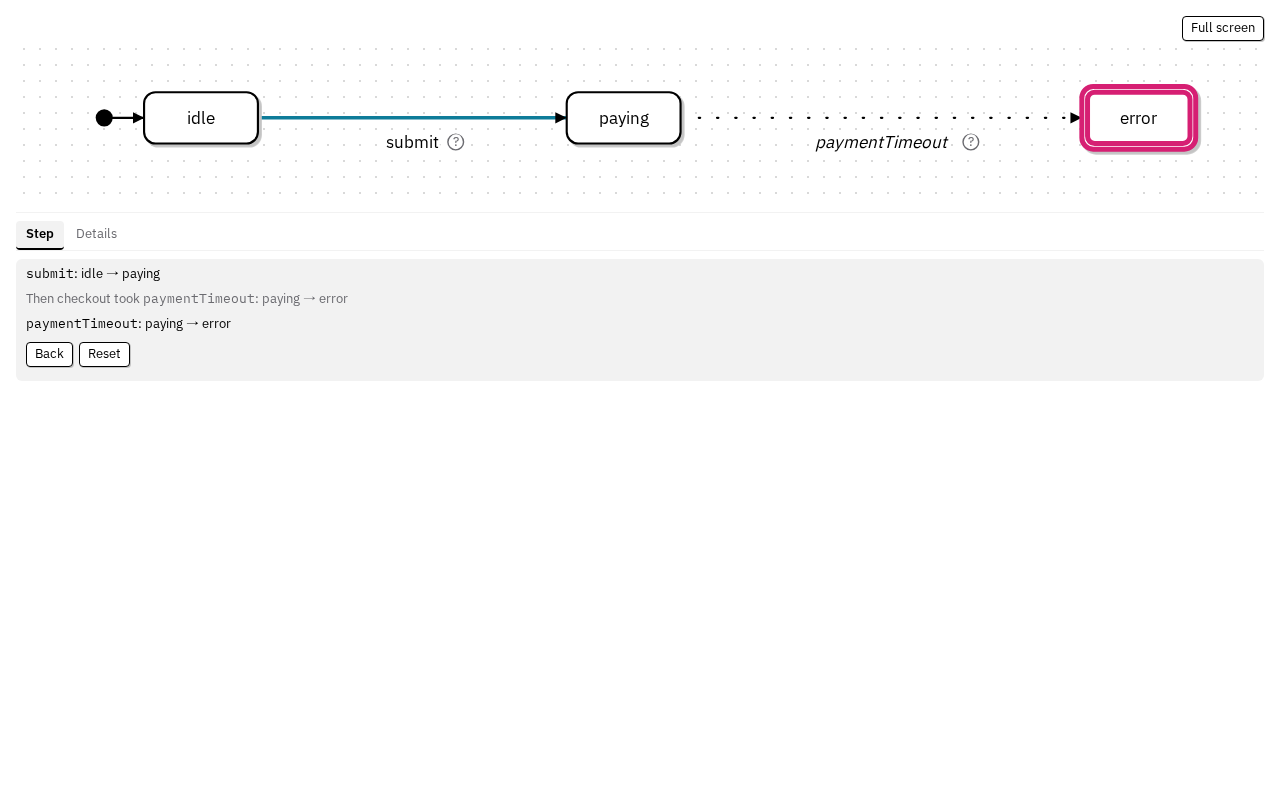 Full screen
idle
paying
error
submit ?
paymentTimeout ?
Step
Details
submit: idle → paying
Then checkout took paymentTimeout: paying → error
paymentTimeout: paying → error
Back
Reset